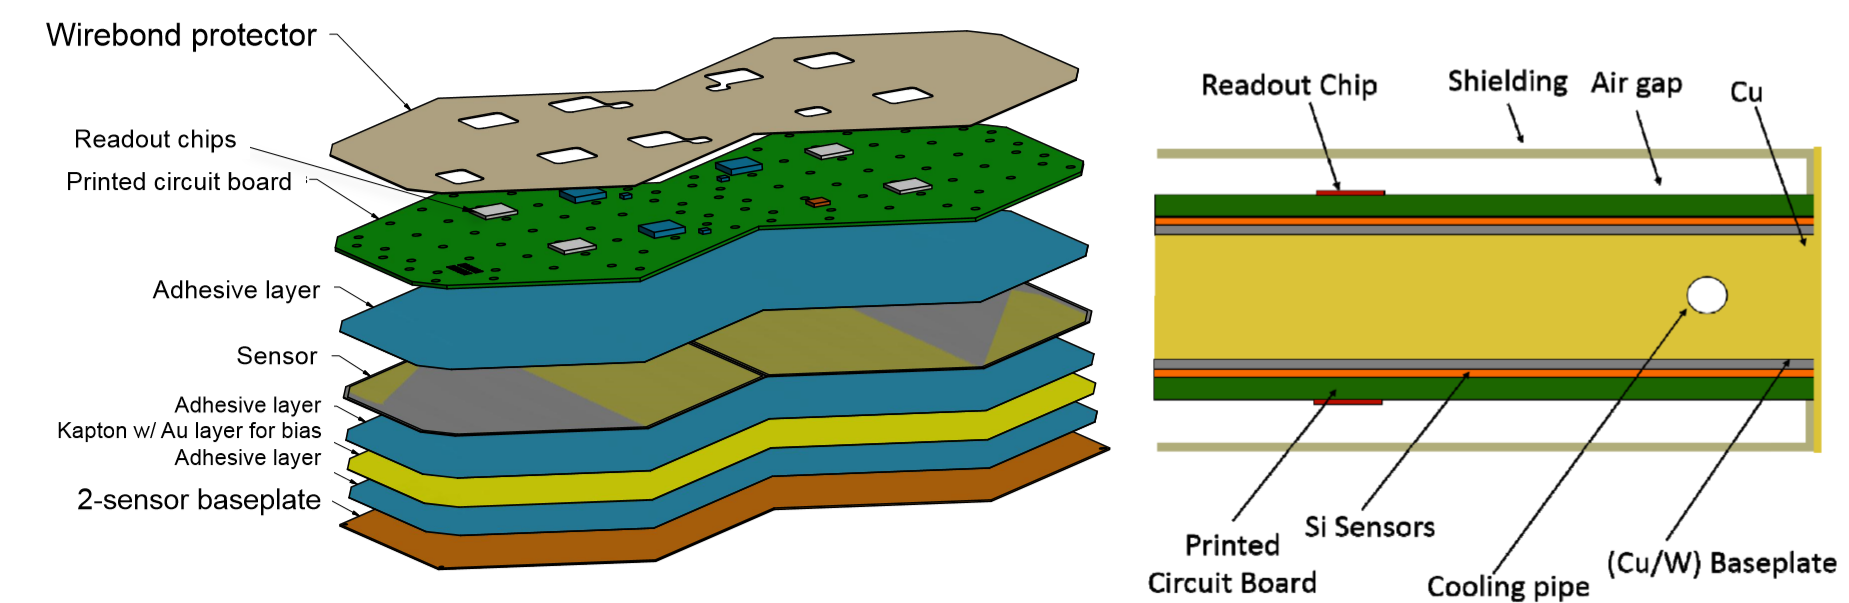 Wirebond protector
Readout chips
Printed circuit board
Adhesive layer
Sensor
Adhesive layer
Kapton w/ Au layer for bias
Adhesive layer
2-sensor baseplate
Readout Chip
Shielding
Air gap
Cu
Printed
Circuit Board
Si Sensors
Cooling pipe
(Cu/W) Baseplate